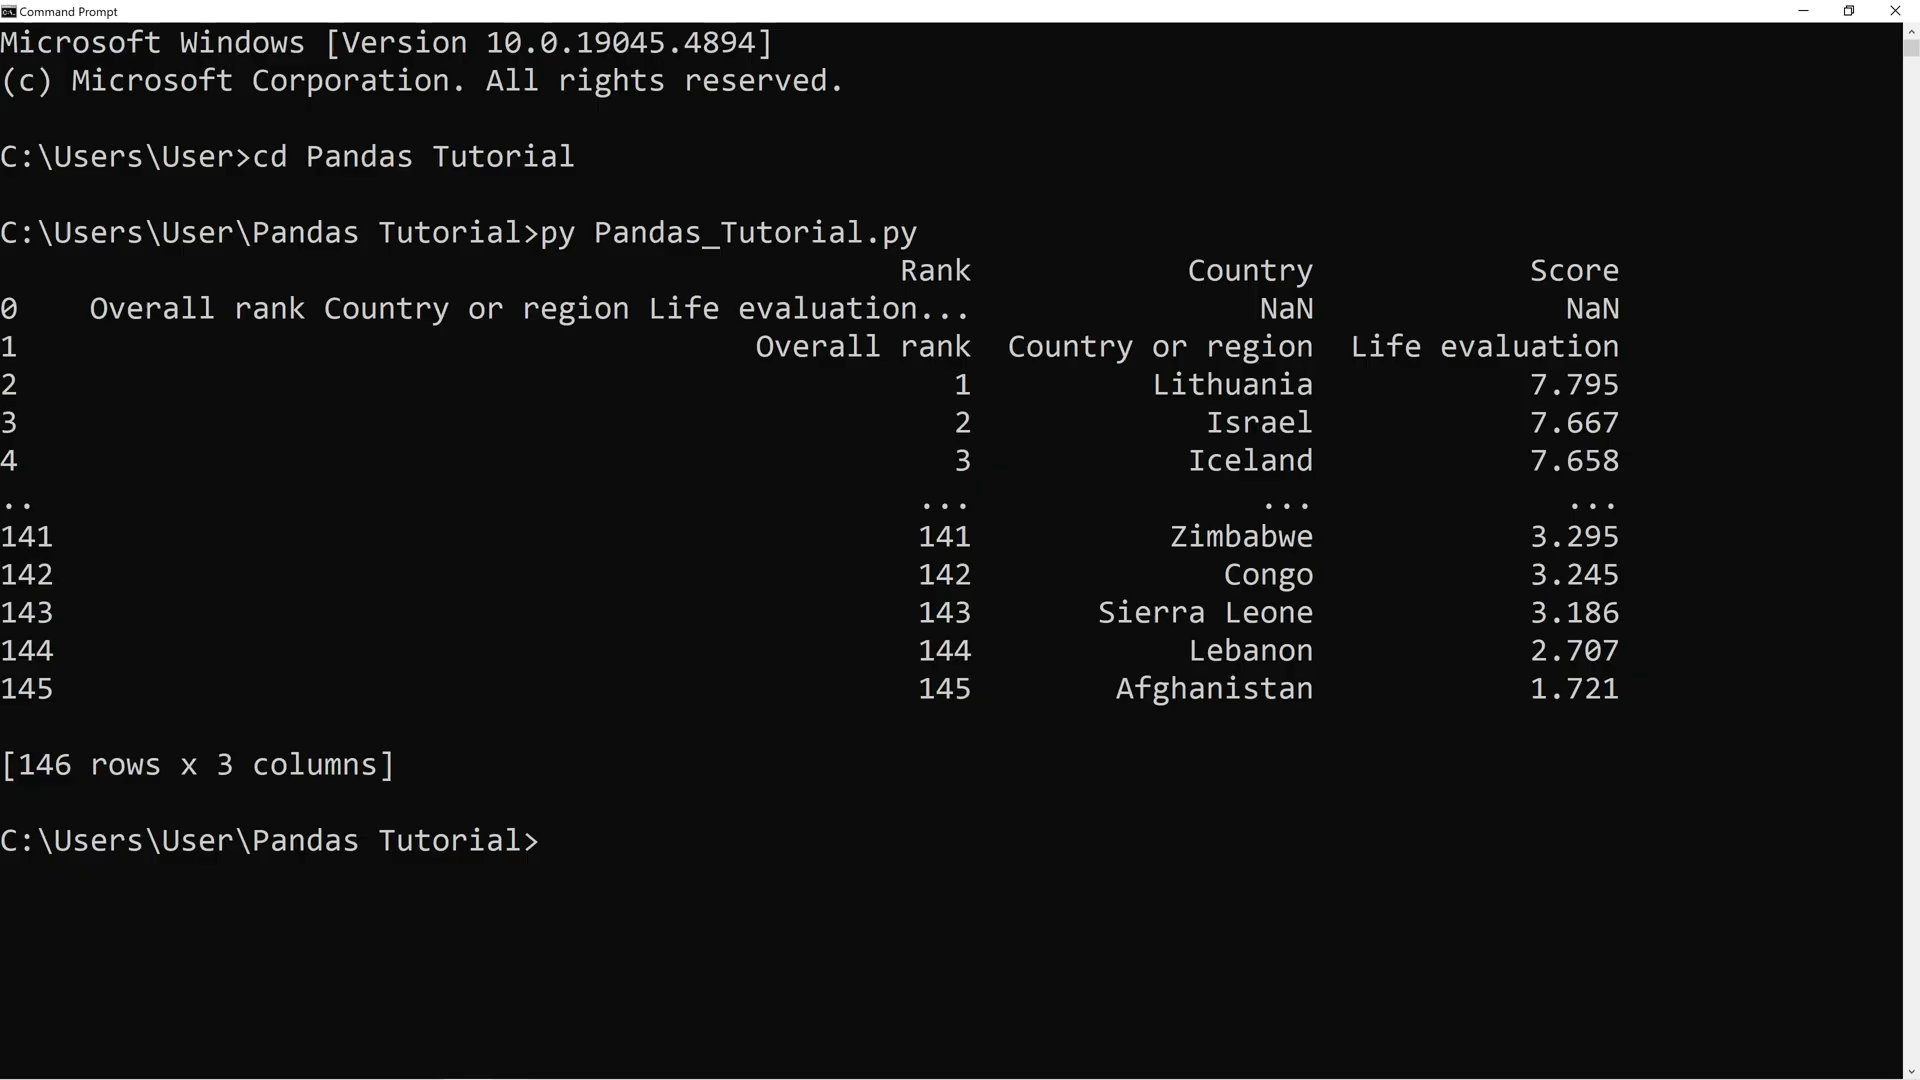 Command Prompt
Microsoft Windows [Version 10.0.19045.4894]
(c) Microsoft Corporation. All rights reserved.
C:\Users\User>cd Pandas Tutorial
C:\Users\User\Pandas Tutorial>py Pandas_Tutorial.py
Rank Country Score
0 Overall rank Country or region Life evaluation... NaN NaN
1 Overall rank Country or region Life evaluation
2 1 Lithuania 7.795
3 2 Israel 7.667
4 3 Iceland 7.658
.. ... ... ...
141 141 Zimbabwe 3.295
142 142 Congo 3.245
143 143 Sierra Leone 3.186
144 144 Lebanon 2.707
145 145 Afghanistan 1.721
[146 rows x 3 columns]
C:\Users\User\Pandas Tutorial>